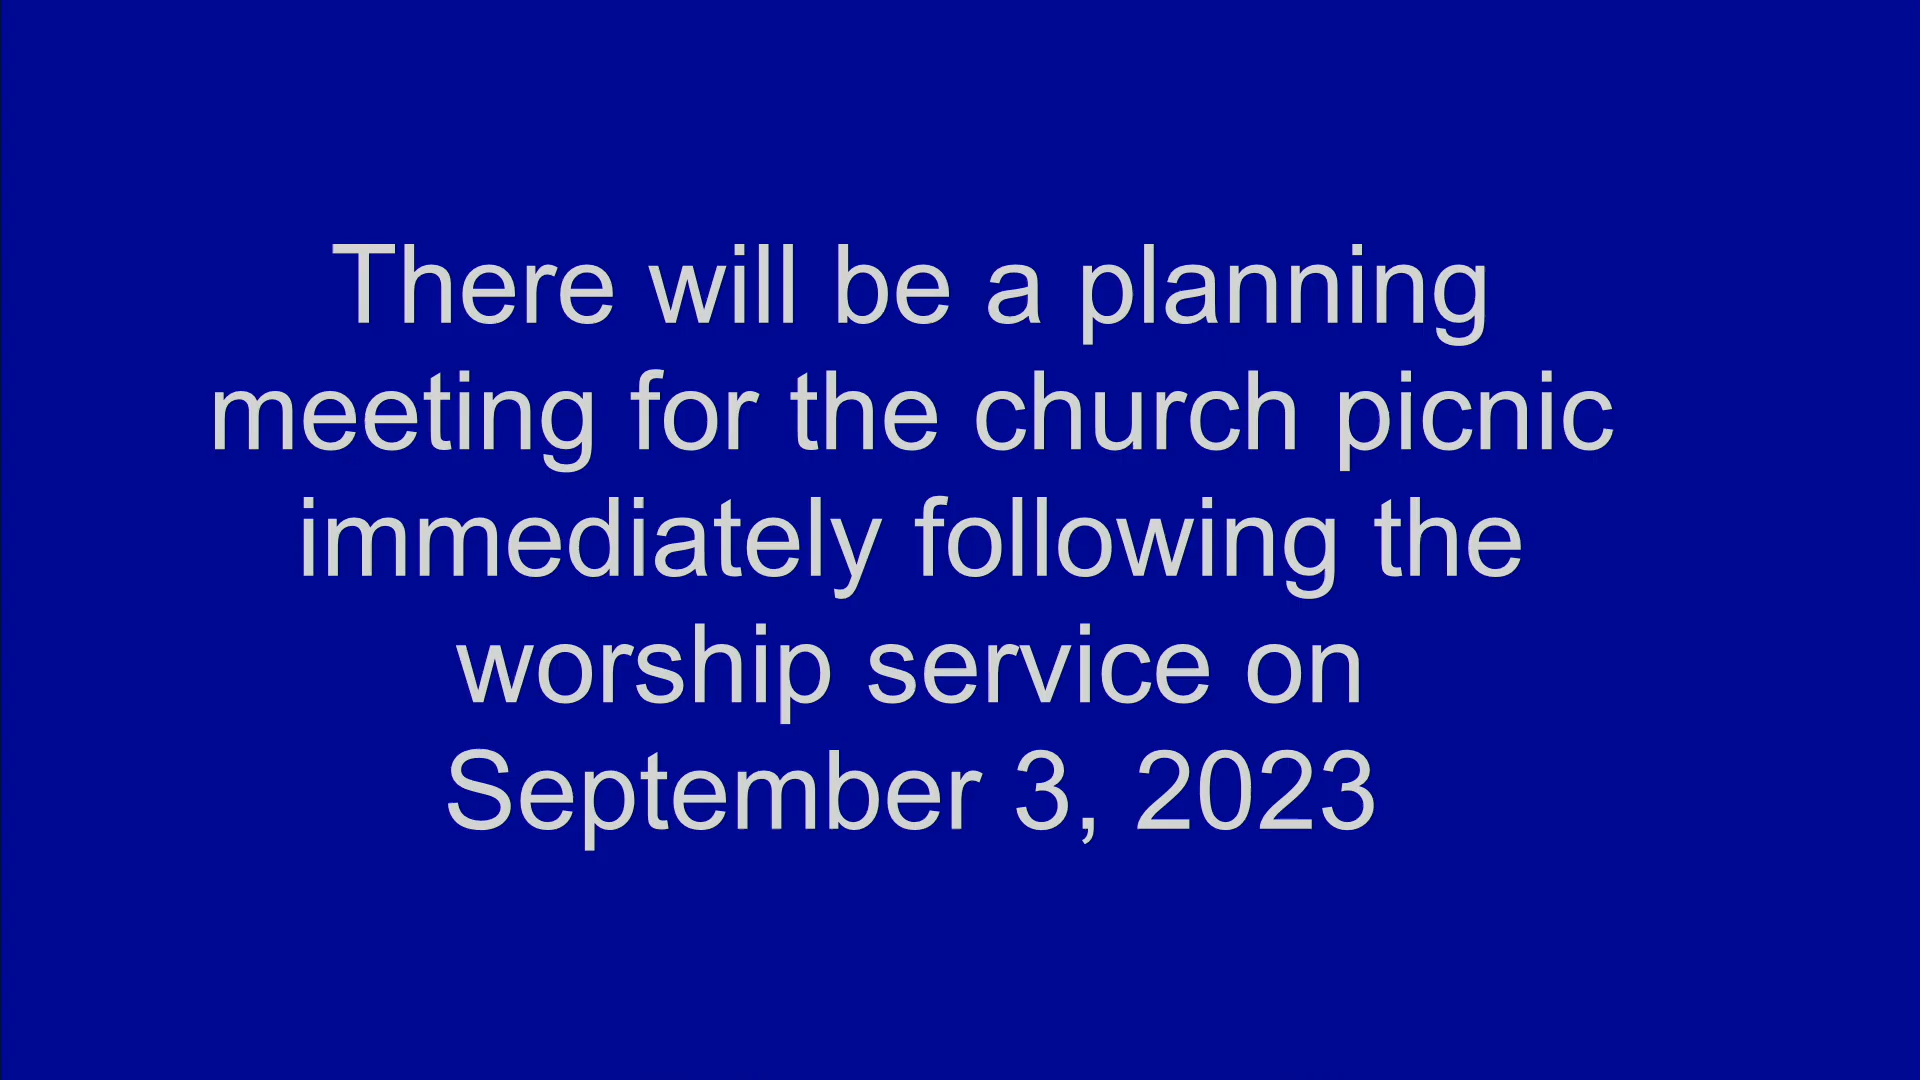 There will be a planning
meeting for the church picnic
immediately following the
worship service on
September 3, 2023